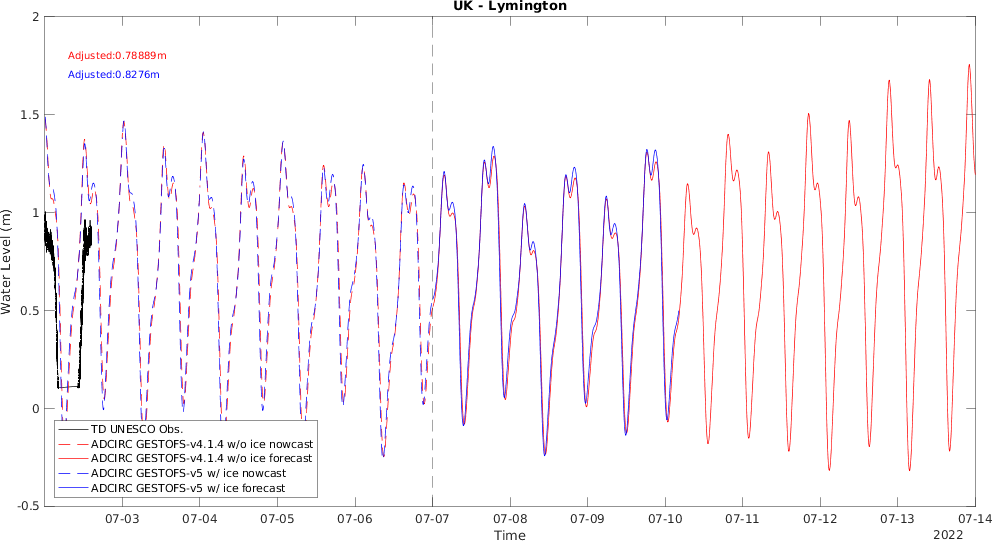 UK - Lymington
2
Adjusted:0.78889m
Adjusted:0.8276m
1.5
1
Water Level (m)
0.5
0
TD UNESCO Obs.
ADCIRC GESTOFS-v4.1.4 w/o ice nowcast
ADCIRC GESTOFS-v4.1.4 w/o ice forecast
ADCIRC GESTOFS-v5 w/ ice nowcast
ADCIRC GESTOFS-v5 w/ ice forecast
-0.5
07-03 07-04 07-05 07-06 07-07 07-08 07-09 07-10 07-11 07-12 07-13 07-14
Time
2022